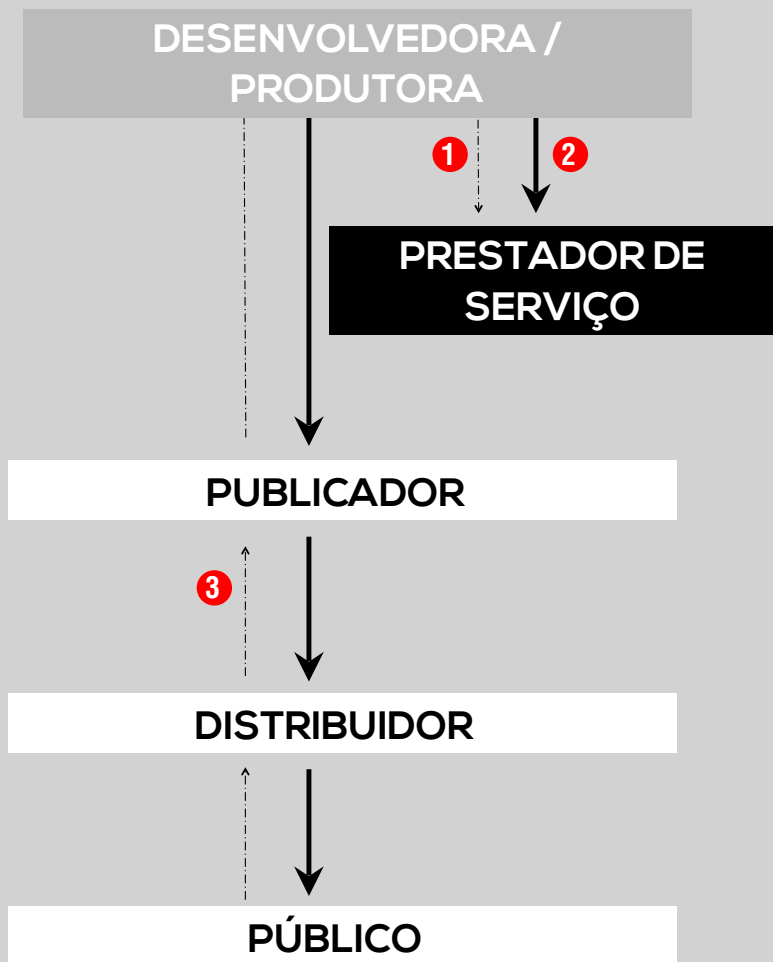 DESENVOLVEDORA /
PRODUTORA
1
2
PRESTADOR DE
SERVIÇO
PUBLICADOR
3
DISTRIBUIDOR
PÚBLICO